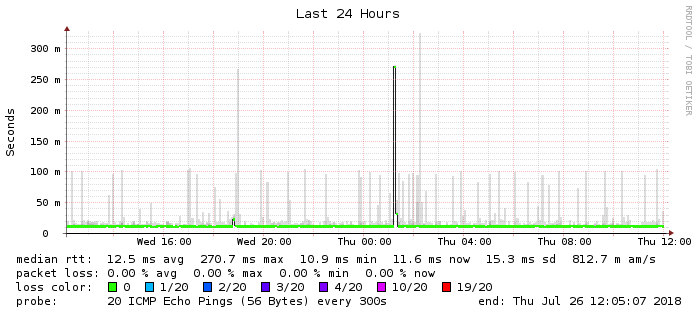 Last 24 Hours
RRDTOOL / TOBI OETIKER
Seconds
300 m
250 m
200 m
150 m
100 m
50 m
0
Wed 16:00 Wed 20:00 Thu 00:00 Thu 04:00 Thu 08:00 Thu 12:00
median rtt: 12.5 ms avg 270.7 ms max 10.9 ms min 11.6 ms now 15.3 ms sd 812.7 m am/s
packet loss: 0.00 % avg 0.00 % max 0.00 % min 0.00 % now
loss color: 0 1/20 2/20 3/20 4/20 10/20 19/20
probe: 20 ICMP Echo Pings (56 Bytes) every 300s end: Thu Jul 26 12:05:07 2018